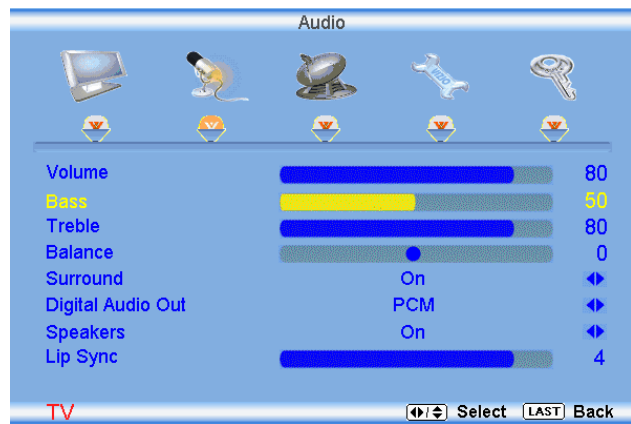 Audio
Volume 80
Bass 50
Treble 80
Balance 0
Surround On
Digital Audio Out PCM
Speakers On
Lip Sync 4
TV Select LAST Back